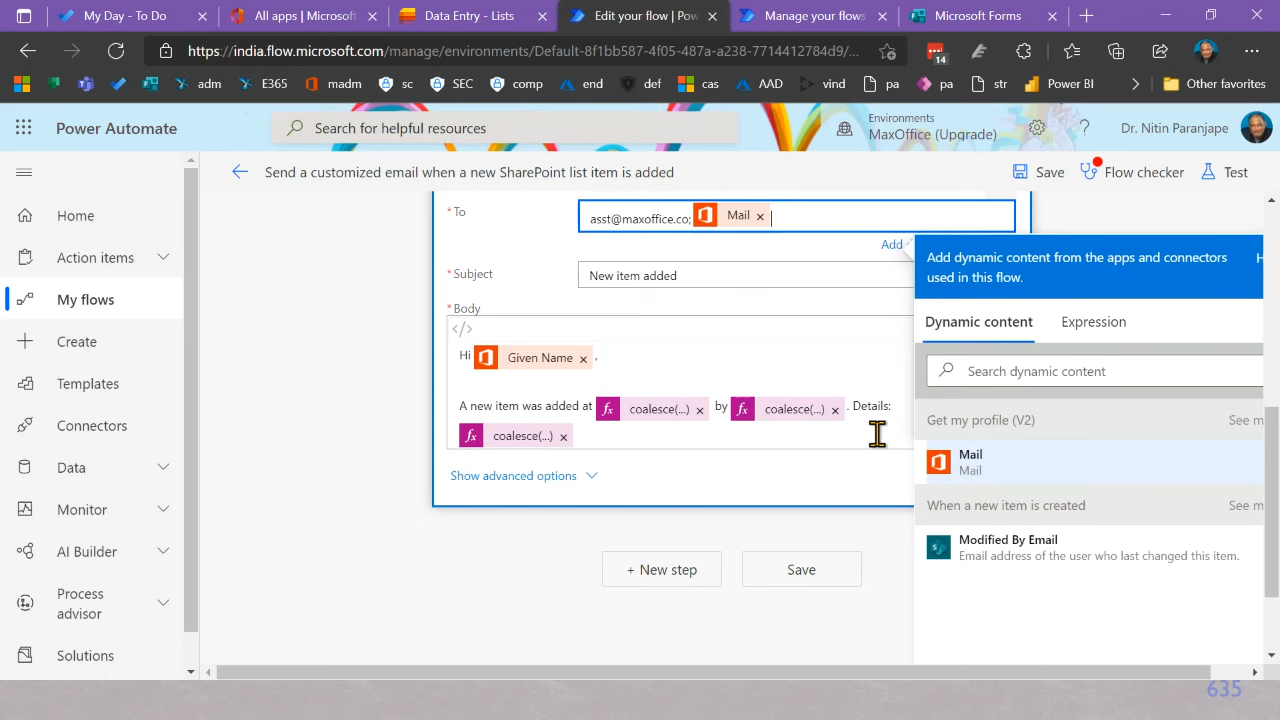 My Day - To Do
All apps | Microsoft
Data Entry - Lists
Edit your flow | Pow
Manage your flows
Microsoft Forms
https://india.flow.microsoft.com/manage/environments/Default-8f1bb587-4f05-487a-a238-7714412784d9/...
14
adm
E365
madm
sc
SEC
comp
end
def
cas
AAD
vind
pa
pa
str
Power BI
Other favorites
Power Automate
Search for helpful resources
Environments
MaxOffice (Upgrade)
Dr. Nitin Paranjape
Send a customized email when a new SharePoint list item is added
Save
Flow checker
Test
Home
Action items
My flows
Create
Templates
Connectors
Data
Monitor
AI Builder
Process
advisor
Solutions
* To
asst@maxoffice.co; Mail ×
Add
* Subject
New item added
* Body
</>
Hi Given Name × ,
A new item was added at fx coalesce(...) × by fx coalesce(...) × . Details:
fx coalesce(...) ×
Show advanced options
+ New step
Save
Add dynamic content from the apps and connectors
used in this flow.
H
Dynamic content
Expression
Search dynamic content
Get my profile (V2)
See m
Mail
Mail
When a new item is created
See m
Modified By Email
Email address of the user who last changed this item.
635